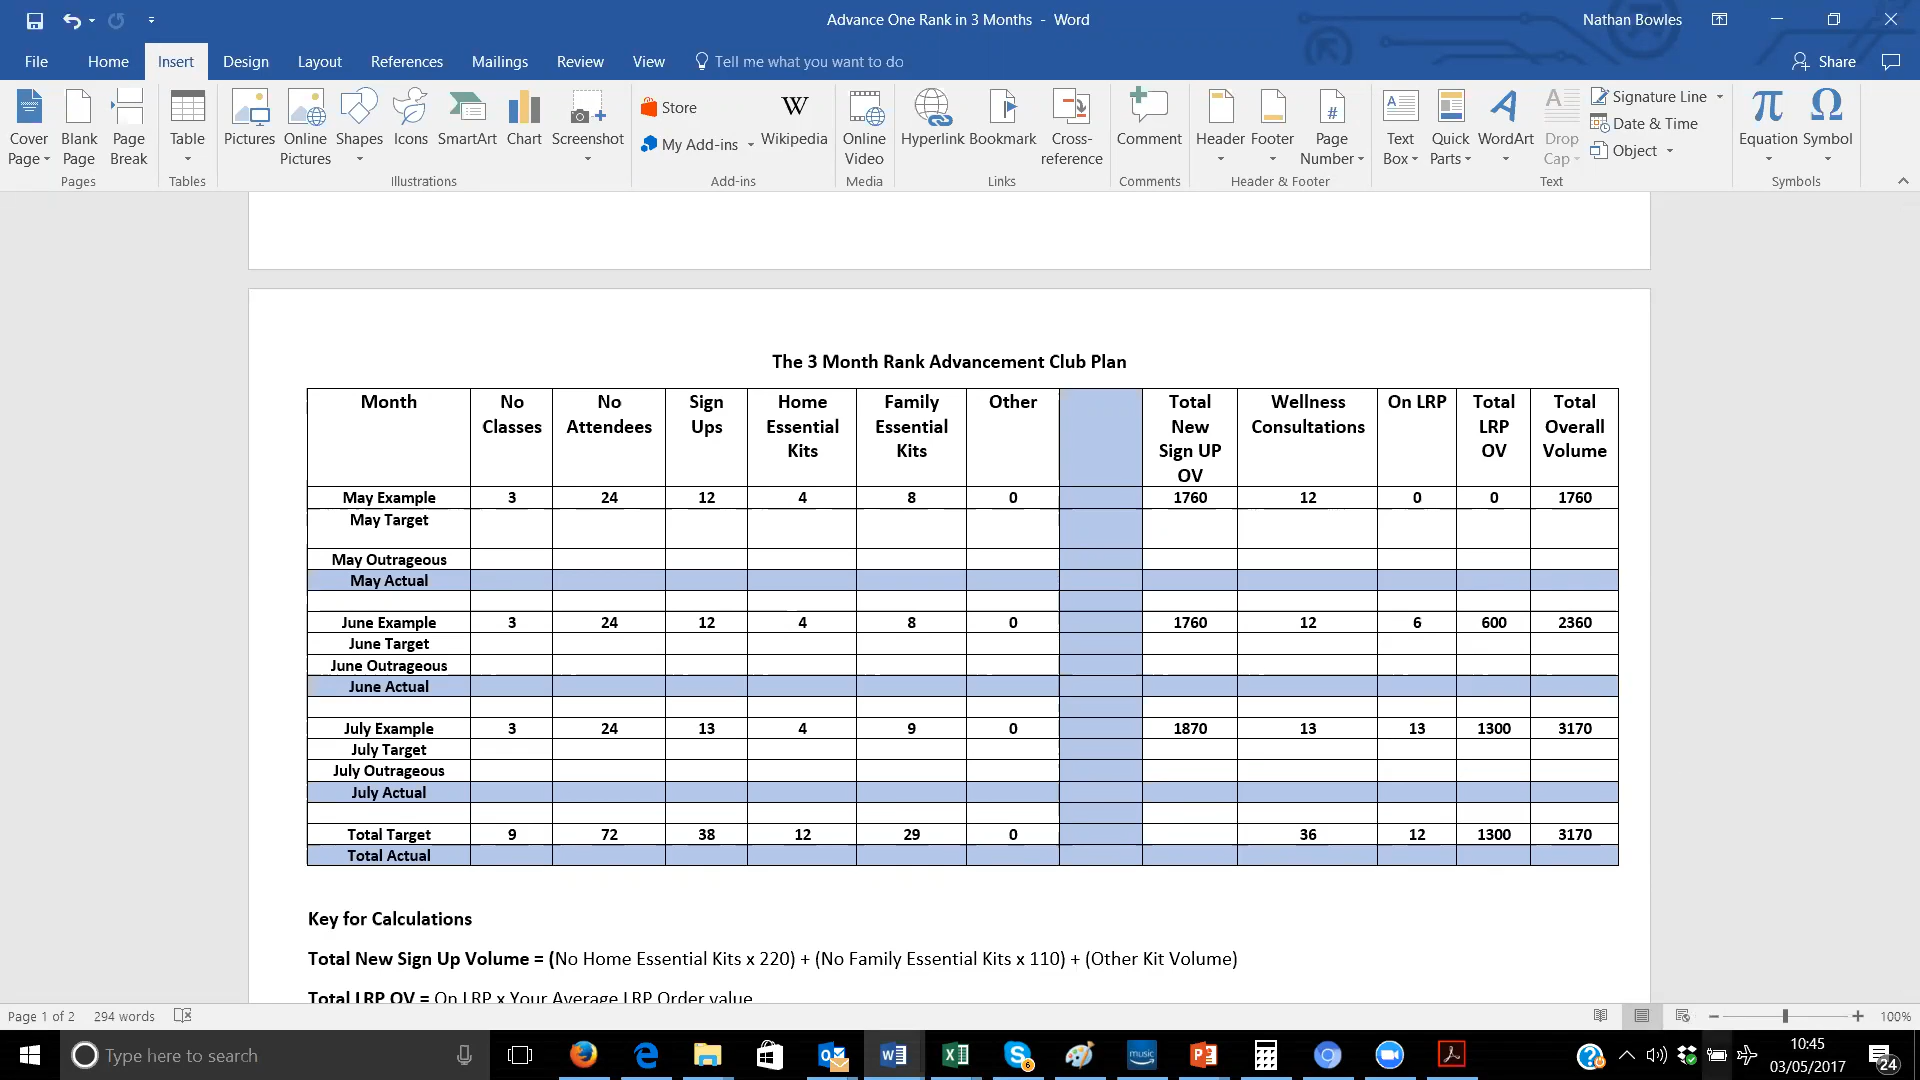 Advance One Rank in 3 Months - Word
Nathan Bowles
File Home Insert Design Layout References Mailings Review View Tell me what you want to do Share
Cover Page
Blank Page
Page Break
Table
Pictures
Online Pictures
Shapes
Icons
SmartArt
Chart
Screenshot
Store
My Add-ins
Wikipedia
Online Video
Hyperlink
Bookmark
Cross-reference
Comment
Header
Footer
Page Number
Text Box
Quick Parts
WordArt
Drop Cap
Signature Line
Date & Time
Object
Equation
Symbol
Pages Tables Illustrations Add-ins Media Links Comments Header & Footer Text Symbols
The 3 Month Rank Advancement Club Plan
Month No Classes No Attendees Sign Ups Home Essential Kits Family Essential Kits Other Total New Sign UP OV Wellness Consultations On LRP Total LRP OV Total Overall Volume
May Example 3 24 12 4 8 0 1760 12 0 0 1760
May Target
May Outrageous
May Actual
June Example 3 24 12 4 8 0 1760 12 6 600 2360
June Target
June Outrageous
June Actual
July Example 3 24 13 4 9 0 1870 13 13 1300 3170
July Target
July Outrageous
July Actual
Total Target 9 72 38 12 29 0 36 12 1300 3170
Total Actual
Key for Calculations
Total New Sign Up Volume = (No Home Essential Kits x 220) + (No Family Essential Kits x 110) + (Other Kit Volume)
Total LRP OV = On LRP x Your Average LRP Order value
Page 1 of 2 294 words 100%
Type here to search
music
6
10:45
03/05/2017
24